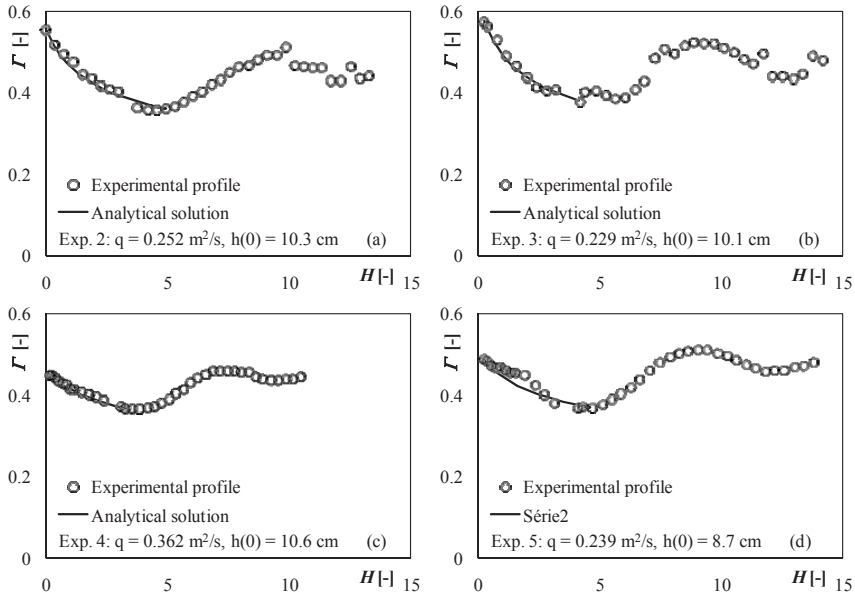 0.6
Γ [-]
0.4
0.2
0
Experimental profile
Analytical solution
Exp. 2: q = 0.252 m²/s, h(0) = 10.3 cm (a)
0 5 10 H [-] 15
0.6
Γ [-]
0.4
0.2
0
Experimental profile
Analytical solution
Exp. 3: q = 0.229 m²/s, h(0) = 10.1 cm (b)
0 5 10 H [-] 15
0.6
Γ [-]
0.4
0.2
0
Experimental profile
Analytical solution
Exp. 4: q = 0.362 m²/s, h(0) = 10.6 cm (c)
0 5 10 H [-] 15
0.6
Γ [-]
0.4
0.2
0
Experimental profile
Série2
Exp. 5: q = 0.239 m²/s, h(0) = 8.7 cm (d)
0 5 10 H [-] 15